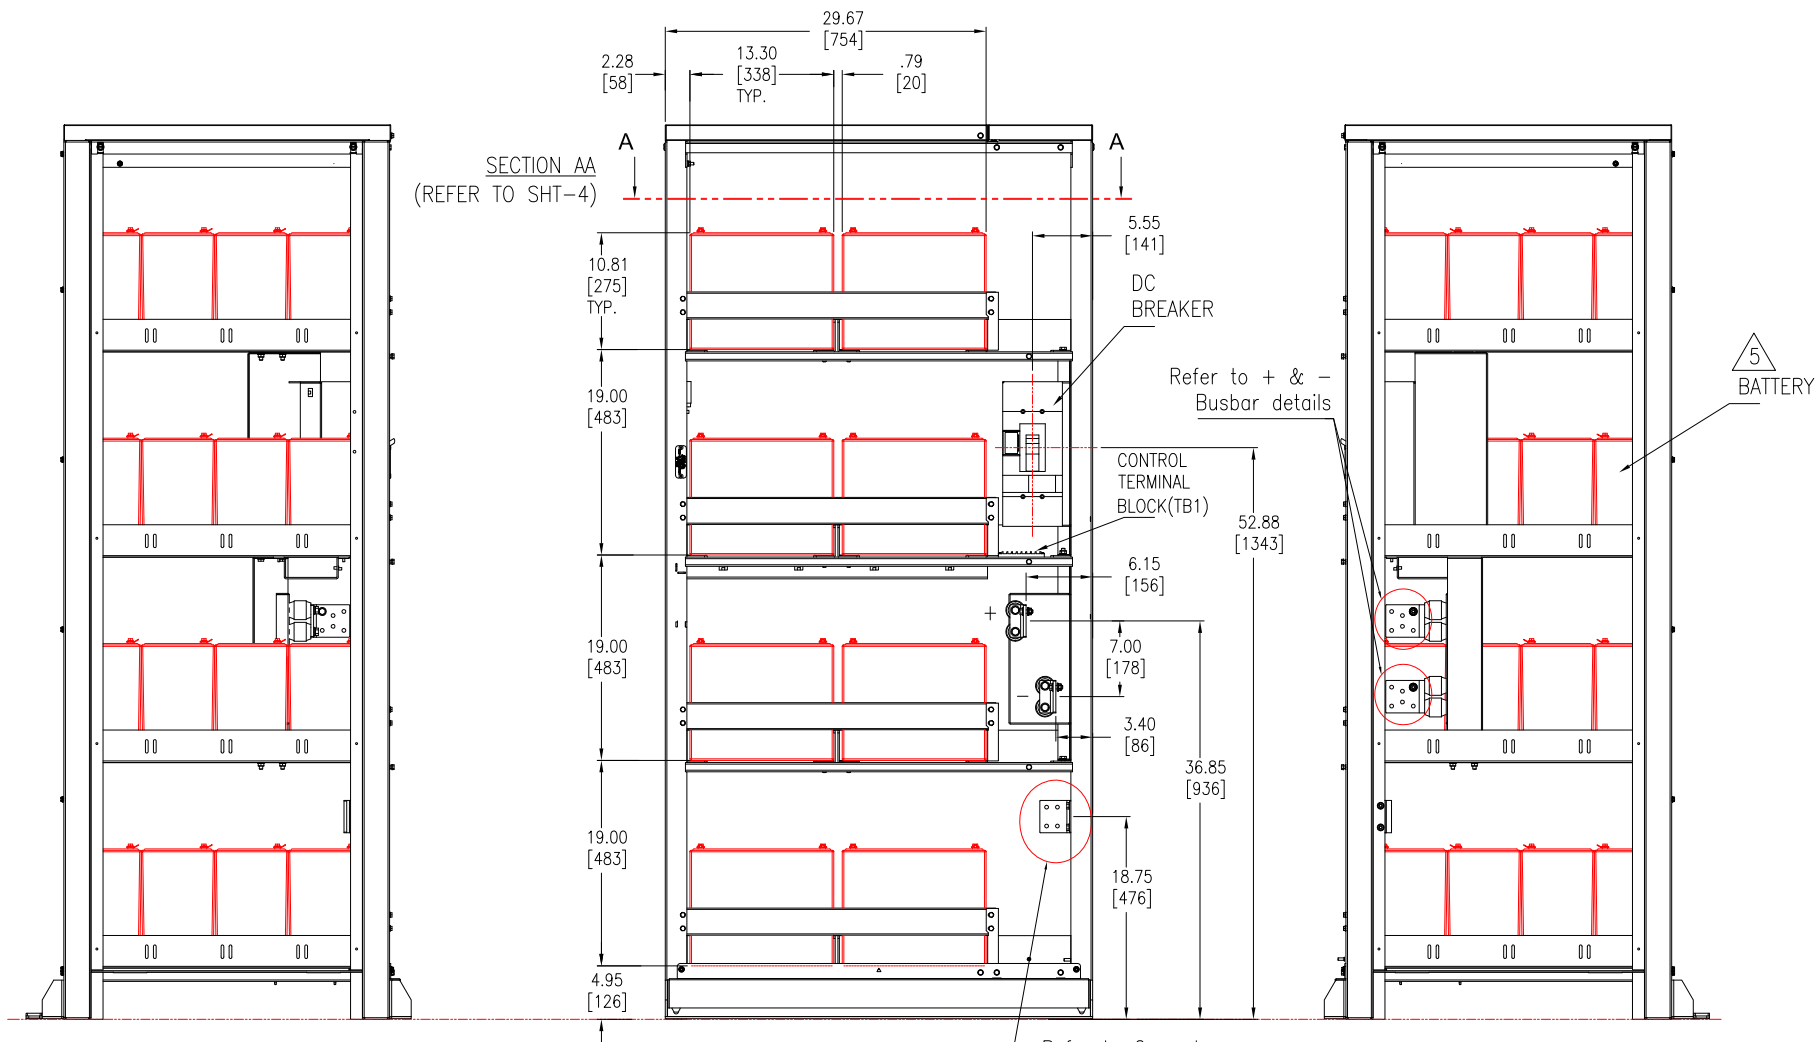 29.67
[754]
2.28
[58]
13.30
[338]
TYP.
.79
[20]
A
A
SECTION AA
(REFER TO SHT-4)
5.55
[141]
10.81
[275]
TYP.
DC
BREAKER
5
BATTERY
Refer to + & -
Busbar details
19.00
[483]
CONTROL
TERMINAL
BLOCK(TB1)
52.88
[1343]
6.15
[156]
+
19.00
[483]
7.00
[178]
-
3.40
[86]
36.85
[936]
19.00
[483]
18.75
[476]
4.95
[126]